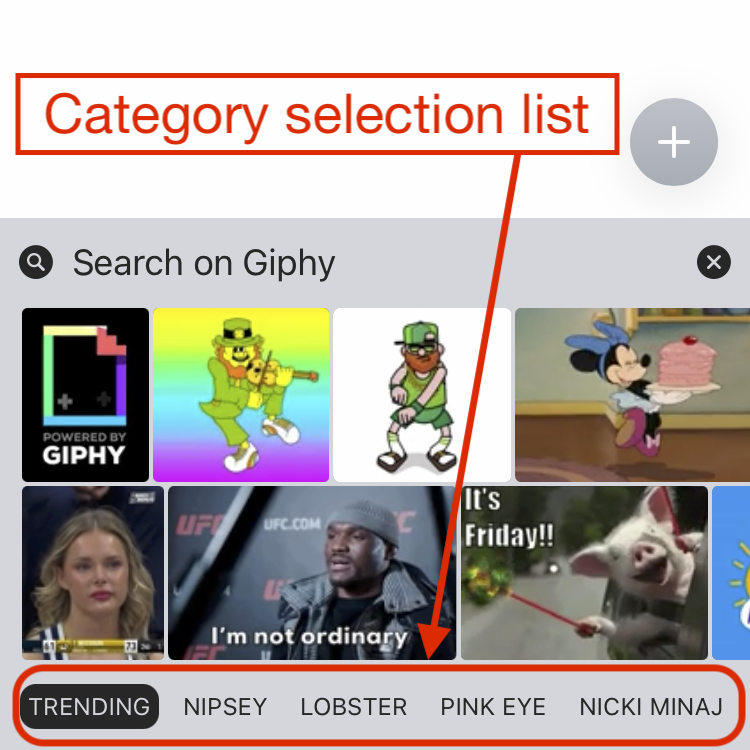 Category selection list
Search on Giphy
POWERED BY
GIPHY
UFC
UFC.COM
I'm not ordinary
UFC
It's
Friday!!
61
73
TRENDING
NIPSEY
LOBSTER
PINK EYE
NICKI MINAJ